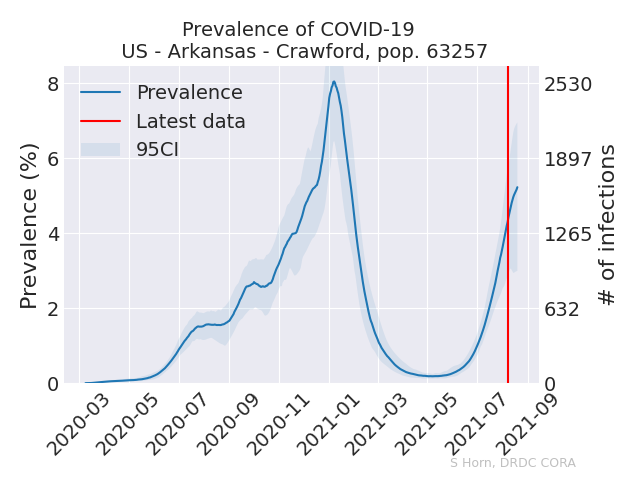 Prevalence of COVID-19
US - Arkansas - Crawford, pop. 63257
Prevalence
Latest data
95CI
Prevalence (%)
8
6
4
2
0
2530
1897
1265
632
0
# of infections
2020-03
2020-05
2020-07
2020-09
2020-11
2021-01
2021-03
2021-05
2021-07
2021-09
S Horn, DRDC CORA